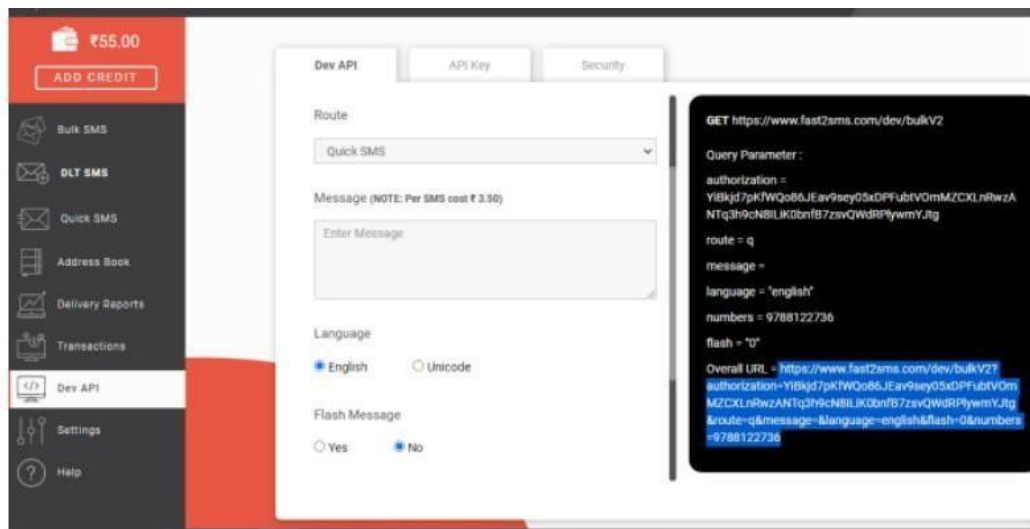 ₹55.00
ADD CREDIT
Bulk SMS
DLT SMS
Quick SMS
Address Book
Delivery Reports
Transactions
Dev API
Settings
Help
Dev API
API Key
Security
Route
Quick SMS
Message (NOTE: Per SMS cost ₹ 3.50)
Enter Message
Language
English
Unicode
Flash Message
Yes
No
GET https://www.fast2sms.com/dev/bulkV2
Query Parameter :
authorization =
route = q
message =
language = "english"
numbers = 9788122736
flash = "0"
Overall URL = https://www.fast2sms.com/dev/bulkV2?
authorization=
&route=q&message=&language=english&flash=0&numbers
=9788122736